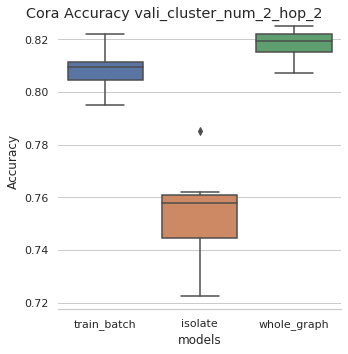 Cora Accuracy vali_cluster_num_2_hop_2
0.82
0.80
0.78
0.76
0.74
0.72
Accuracy
train_batch isolate whole_graph
models